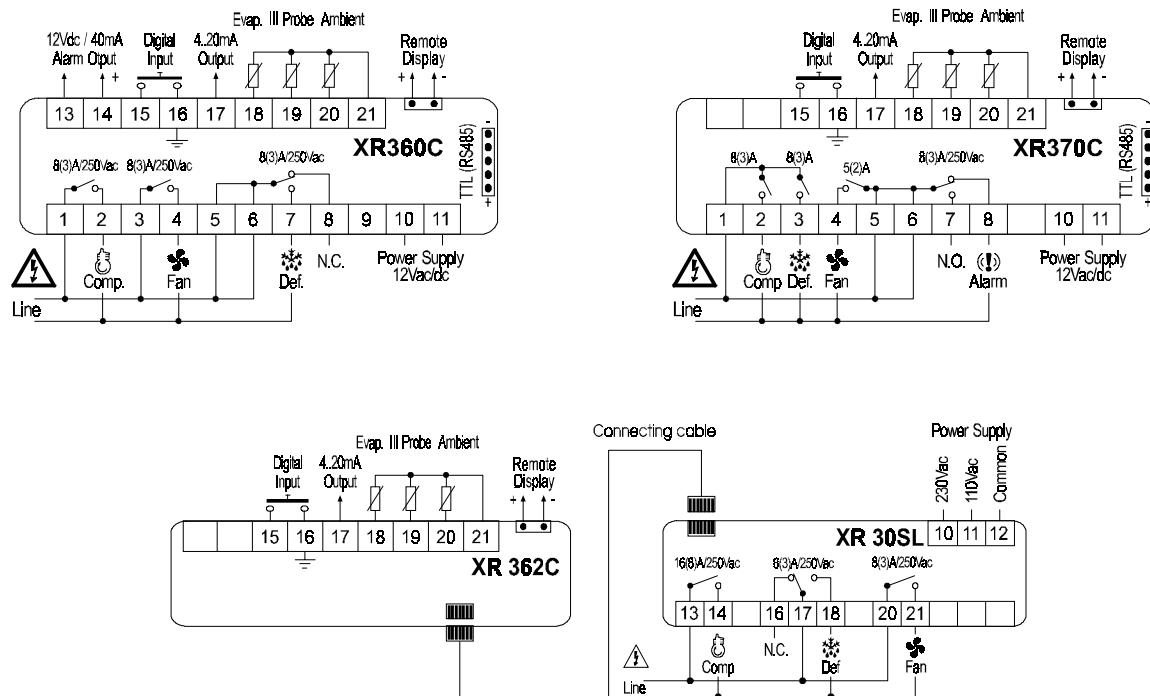 Evap. III Probe Ambient
12Vdc / 40mA Digital 4..20mA Remote
Alarm Otput + Input Output Display
+ -
13 14 15 16 17 18 19 20 21
XR360C
TTL (RS485)
-
+
8(3)A/250Vac 8(3)A/250Vac 8(3)A/250Vac
1 2 3 4 5 6 7 8 9 10 11
Comp. Fan Def. N.C. Power Supply
12Vac/dc
Line
Evap. III Probe Ambient
Digital 4..20mA Remote
Input Output Display
+ -
15 16 17 18 19 20 21
XR370C
TTL (RS485)
-
+
8(3)A 8(3)A 5(2)A 8(3)A/250Vac
1 2 3 4 5 6 7 8 10 11
Comp Def. Fan N.O. Alarm Power Supply
12Vac/dc
Line
Evap. III Probe Ambient
Digital 4..20mA Remote
Input Output Display
+ -
15 16 17 18 19 20 21
XR 362C
Connecting cable
Power Supply
230Vac 110Vac Common
XR 30SL 10 11 12
16(8)A/250Vac 8(3)A/250Vac
13 14 16 17 18 20 21
Comp N.C. Def Fan
Line